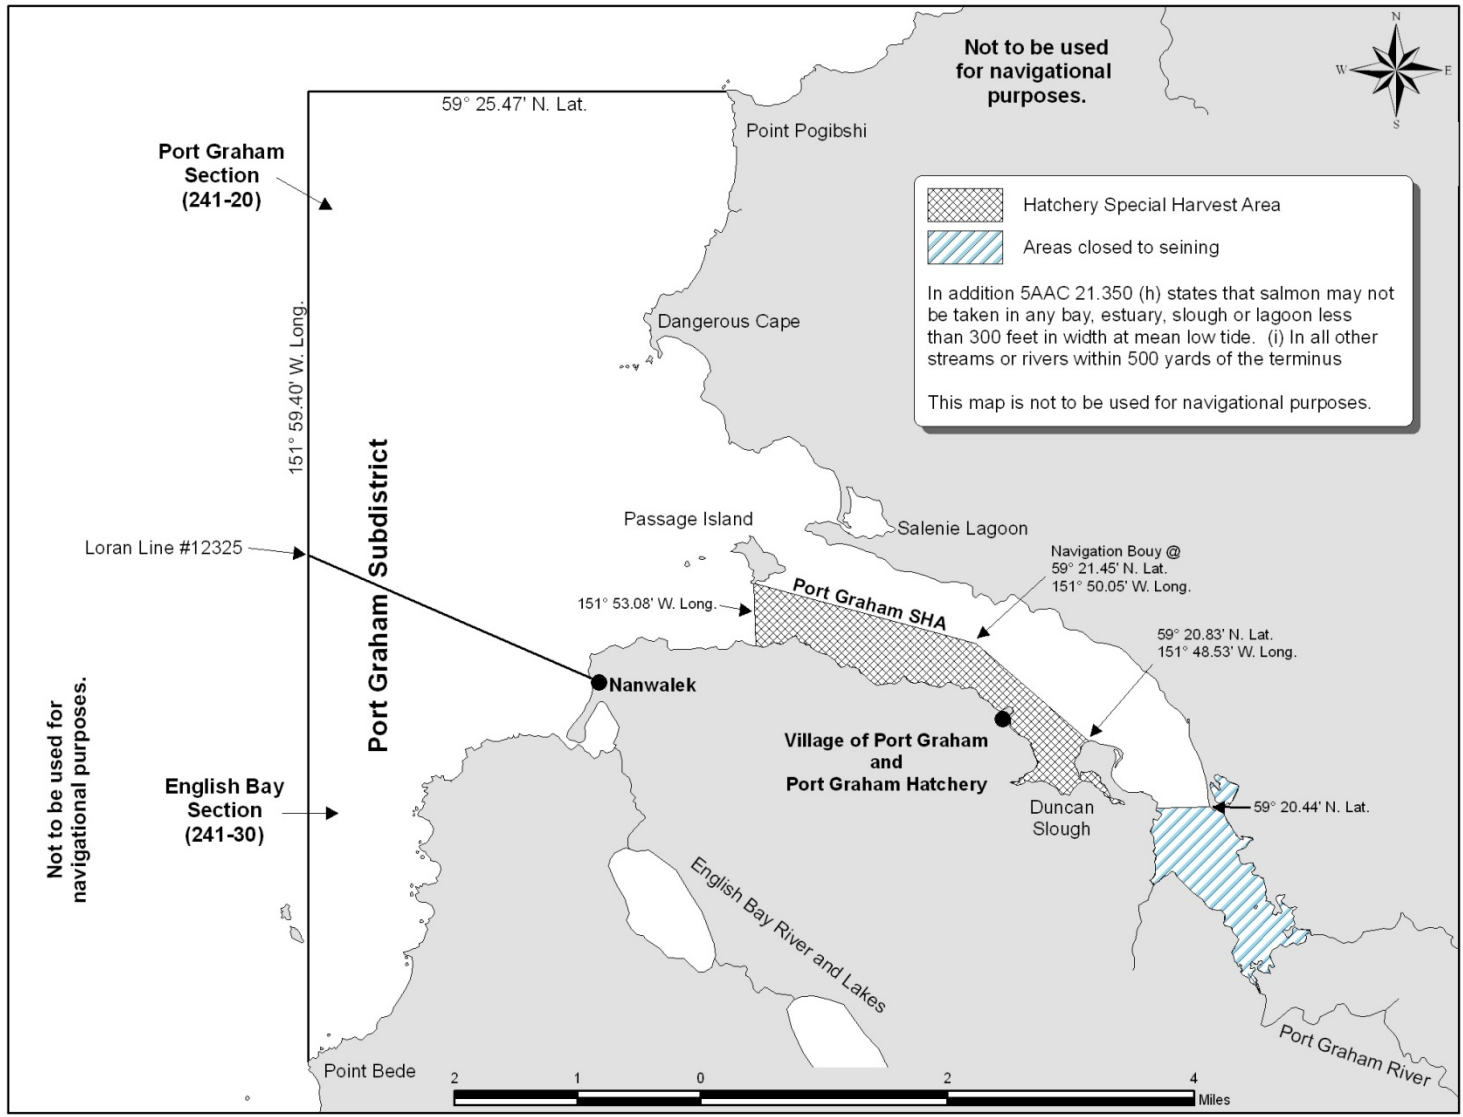 Not to be used
for navigational
purposes.
N
W
E
S
59° 25.47' N. Lat.
Point Pogibshi
Port Graham
Section
(241-20)
Hatchery Special Harvest Area
Areas closed to seining
In addition 5AAC 21.350 (h) states that salmon may not
be taken in any bay, estuary, slough or lagoon less
than 300 feet in width at mean low tide. (i) In all other
streams or rivers within 500 yards of the terminus
This map is not to be used for navigational purposes.
Dangerous Cape
151° 59.40' W. Long.
Port Graham Subdistrict
Passage Island
Salenie Lagoon
Loran Line #12325
Navigation Bouy @
59° 21.45' N. Lat.
151° 50.05' W. Long.
Port Graham SHA
151° 53.08' W. Long.
59° 20.83' N. Lat.
151° 48.53' W. Long.
Nanwalek
Not to be used for
navigational purposes.
Village of Port Graham
and
Port Graham Hatchery
English Bay
Section
(241-30)
Duncan
Slough
59° 20.44' N. Lat.
English Bay River and Lakes
Port Graham River
Point Bede
2 1 0 2 4
Miles